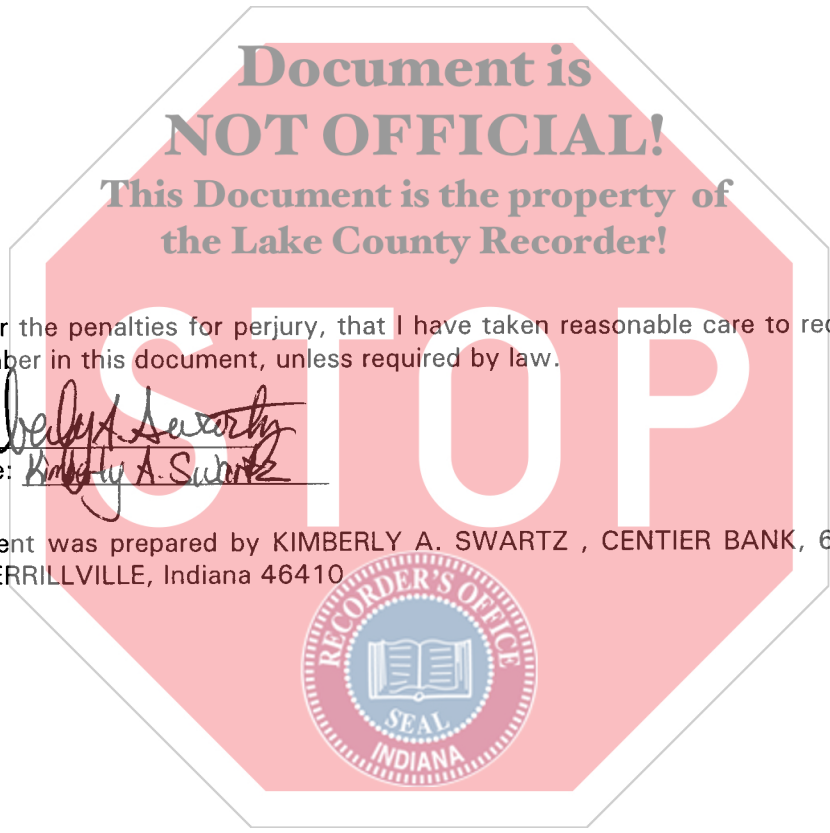 Document is
NOT OFFICIAL!
This Document is the property of
the Lake County Recorder!
STOP
r the penalties for perjury, that I have taken reasonable care to
ber in this document, unless required by law.
Kimberly A. Swartz
ent was prepared by KIMBERLY A. SWARTZ , CENTIER BANK, 6
ERRILLVILLE, Indiana 46410
RECORDER'S OFFICE
SEAL
INDIANA